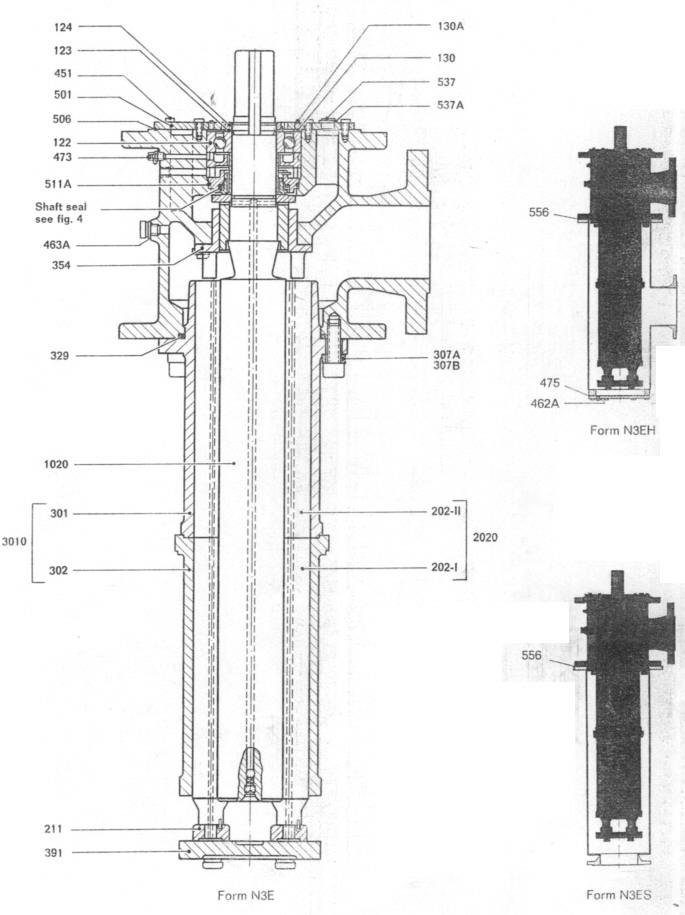 124
123
451
501
506
122
473
511A
Shaft seal
see fig. 4
463A
354
329
1020
301
3010
302
211
391
Form N3E
130A
130
537
537A
307A
307B
202-II
2020
202-I
556
475
462A
Form N3EH
556
Form N3ES